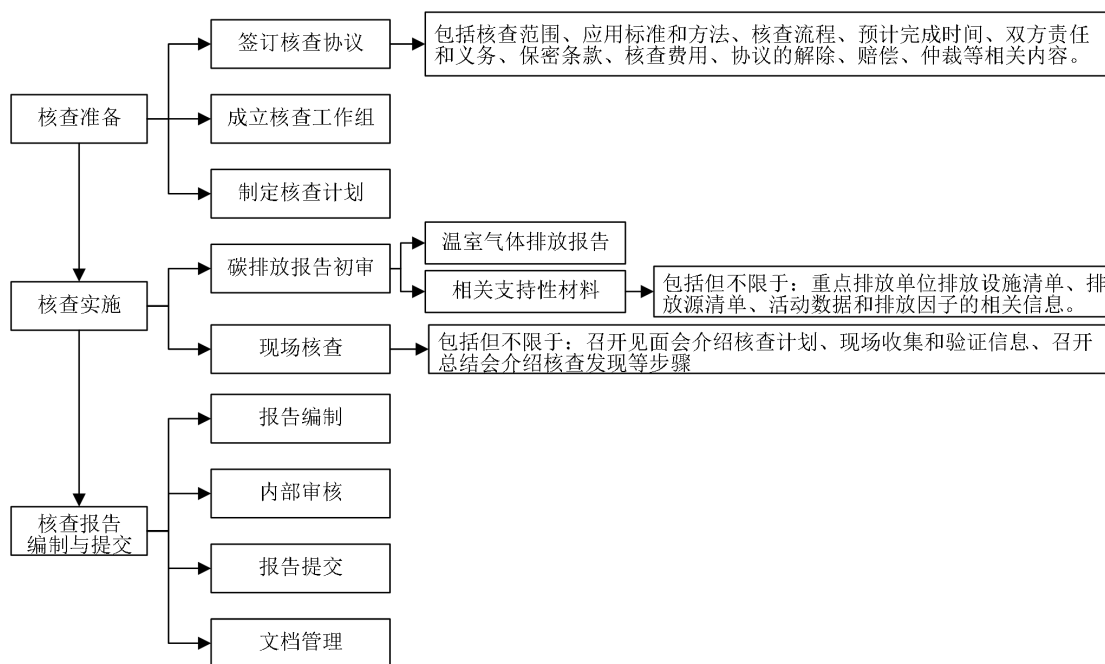 签订核查协议
包括核查范围、应用标准和方法、核查流程、预计完成时间、双方责任
和义务、保密条款、核查费用、协议的解除、赔偿、仲裁等相关内容。
核查准备
成立核查工作组
制定核查计划
温室气体排放报告
碳排放报告初审
相关支持性材料
包括但不限于：重点排放单位排放设施清单、排
放源清单、活动数据和排放因子的相关信息。
核查实施
现场核查
包括但不限于：召开见面会介绍核查计划、现场收集和验证信息、召开
总结会介绍核查发现等步骤
报告编制
内部审核
核查报告
编制与提交
报告提交
文档管理